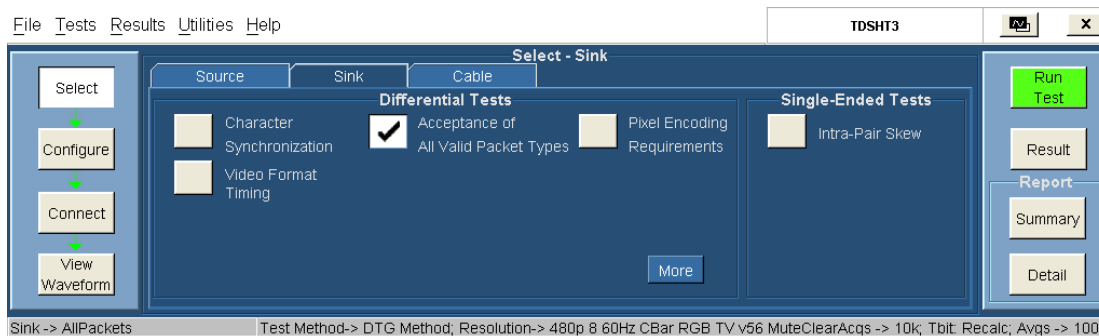 File Tests Results Utilities Help
TDSHT3
x
Select - Sink
Select
Configure
Connect
View
Waveform
Source
Sink
Cable
Differential Tests
Character
Synchronization
Acceptance of
All Valid Packet Types
Pixel Encoding
Requirements
Video Format
Timing
More
Single-Ended Tests
Intra-Pair Skew
Run
Test
Result
Report
Summary
Detail
Sink -> AllPackets
Test Method-> DTG Method; Resolution-> 480p 8 60Hz CBar RGB TV v56 MuteClearAcqs -> 10k; Tbit: Recalc; Avgs -> 100